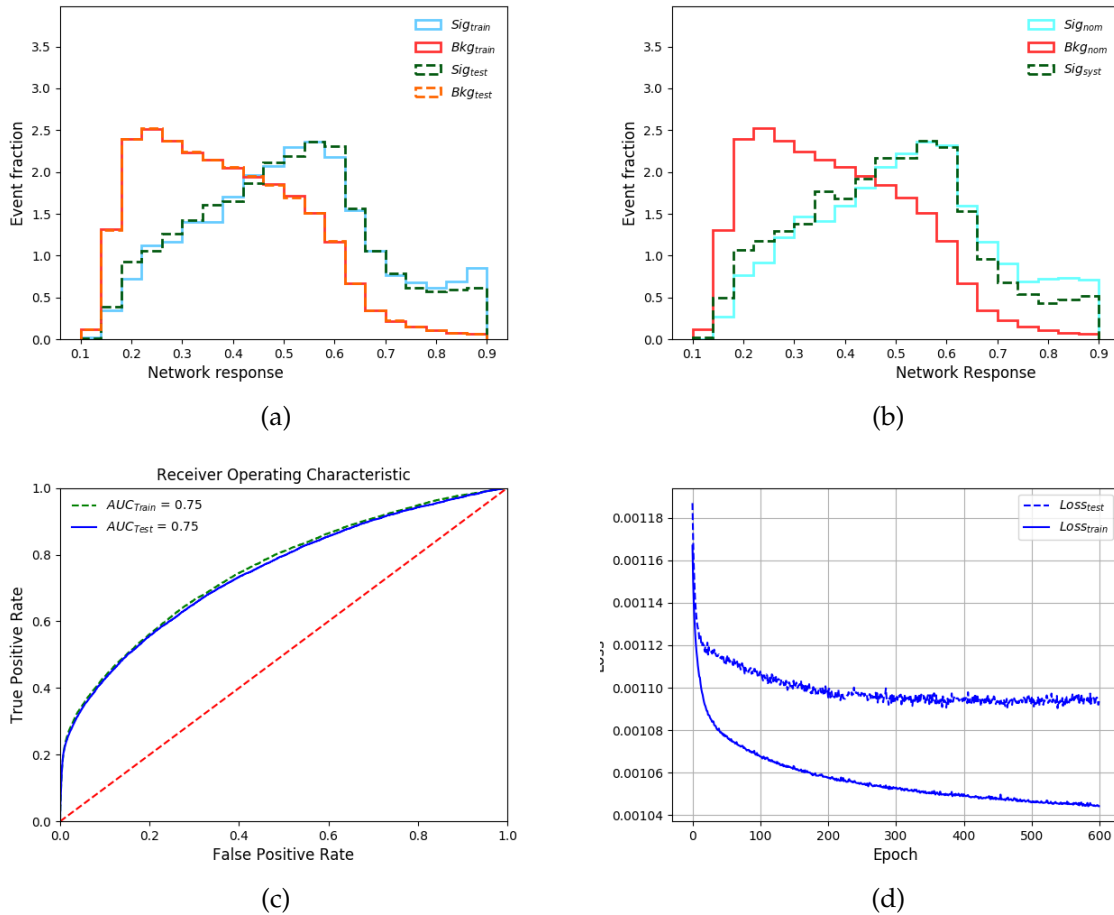 Sig_train
Bkg_train
Sig_test
Bkg_test
3.5
3.0
2.5
2.0
1.5
1.0
0.5
0.0
Event fraction
0.1 0.2 0.3 0.4 0.5 0.6 0.7 0.8 0.9
Network response
(a)
Sig_nom
Bkg_nom
Sig_syst
3.5
3.0
2.5
2.0
1.5
1.0
0.5
0.0
Event fraction
0.1 0.2 0.3 0.4 0.5 0.6 0.7 0.8 0.9
Network Response
(b)
Receiver Operating Characteristic
AUC_Train = 0.75
AUC_Test = 0.75
1.0
0.8
0.6
0.4
0.2
0.0
True Positive Rate
0.0 0.2 0.4 0.6 0.8 1.0
False Positive Rate
(c)
Loss_test
Loss_train
0.00118
0.00116
0.00114
0.00112
0.00110
0.00108
0.00106
0.00104
Loss
0 100 200 300 400 500 600
Epoch
(d)